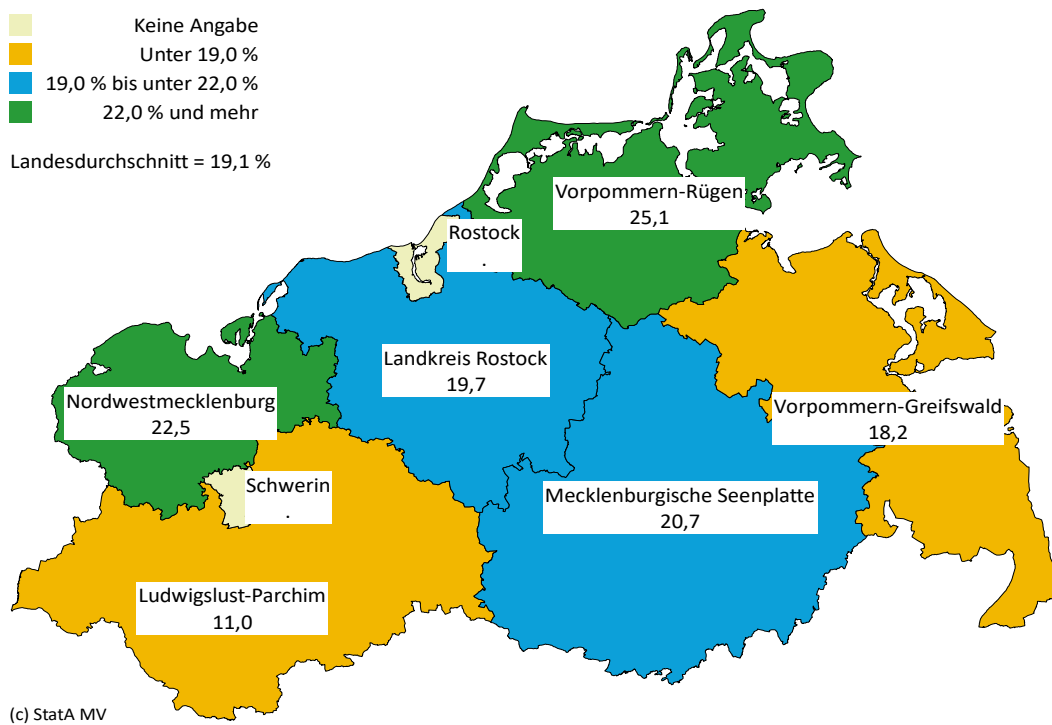 Keine Angabe
Unter 19,0 %
19,0 % bis unter 22,0 %
22,0 % und mehr
Landesdurchschnitt = 19,1 %
Vorpommern-Rügen
25,1
Rostock
.
Landkreis Rostock
19,7
Nordwestmecklenburg
22,5
Vorpommern-Greifswald
18,2
Schwerin
.
Mecklenburgische Seenplatte
20,7
Ludwigslust-Parchim
11,0
(c) StatA MV